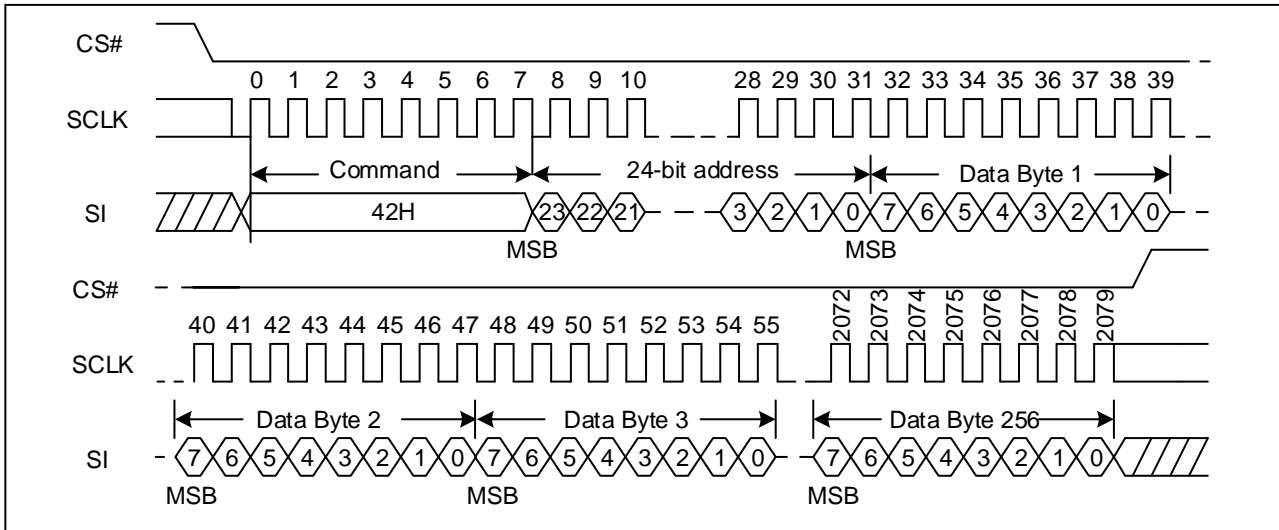 CS#
0 1 2 3 4 5 6 7 8 9 10 28 29 30 31 32 33 34 35 36 37 38 39
SCLK
Command 24-bit address Data Byte 1
SI 42H 23 22 21 3 2 1 0 7 6 5 4 3 2 1 0
MSB MSB
CS#
40 41 42 43 44 45 46 47 48 49 50 51 52 53 54 55 2072 2073 2074 2075 2076 2077 2078 2079
SCLK
Data Byte 2 Data Byte 3 Data Byte 256
SI 7 6 5 4 3 2 1 0 7 6 5 4 3 2 1 0 7 6 5 4 3 2 1 0
MSB MSB MSB